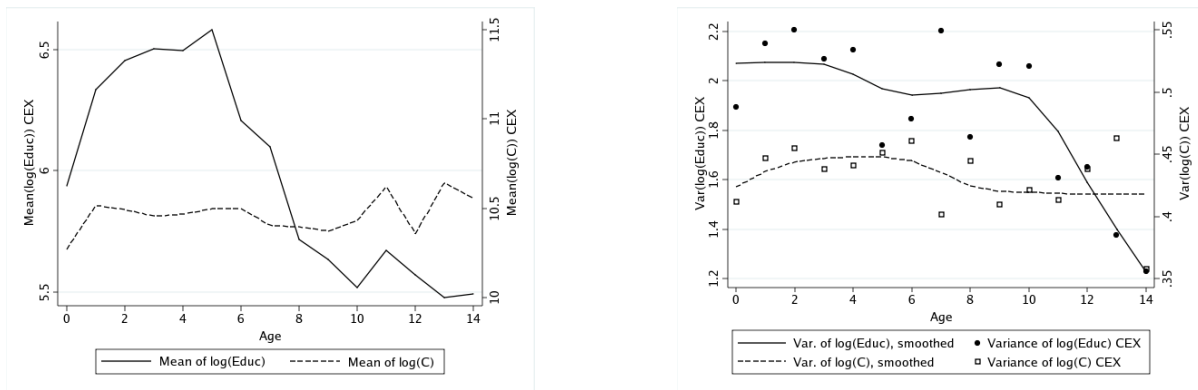 Mean(log(Educ)) CEX
6.5
6
5.5
11.5
11
10.5
10
Mean(log(C)) CEX
0 2 4 6 8 10 12 14
Age
Mean of log(Educ) Mean of log(C)
Var(log(Educ)) CEX
2.2
2
1.8
1.6
1.4
1.2
.55
.5
.45
.4
.35
Var(log(C)) CEX
0 2 4 6 8 10 12 14
Age
Var. of log(Educ), smoothed Variance of log(Educ) CEX
Var. of log(C), smoothed Variance of log(C) CEX